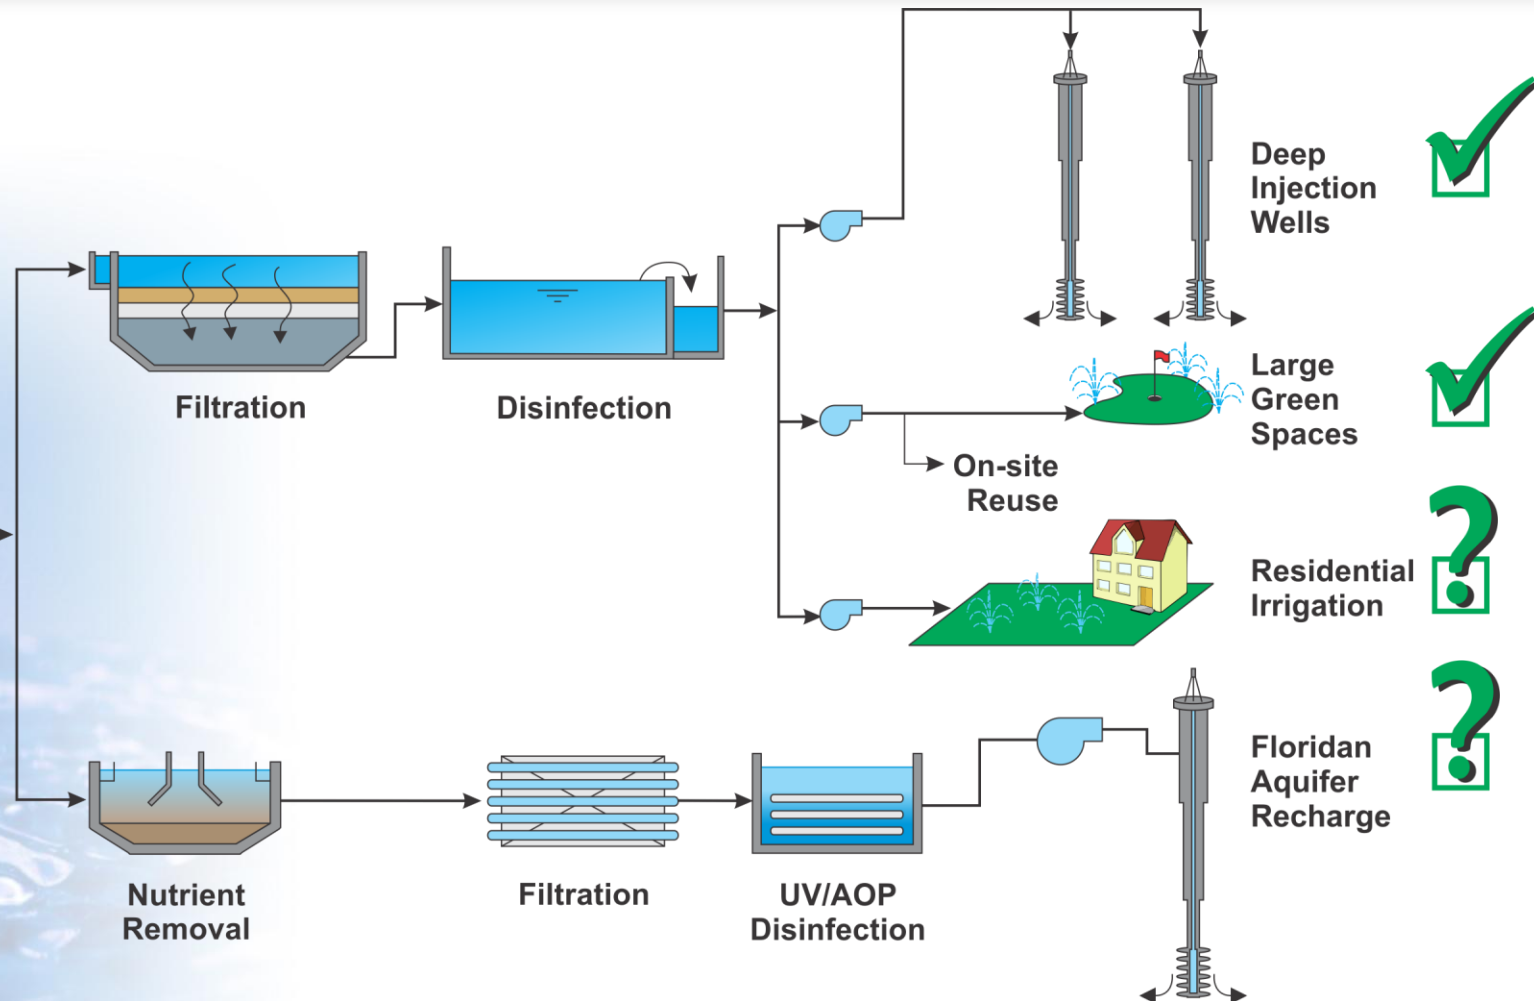 Deep
Injection
Wells
Filtration
Disinfection
Large
Green
Spaces
On-site
Reuse
Residential
Irrigation
Floridan
Aquifer
Recharge
Nutrient
Removal
Filtration
UV/AOP
Disinfection